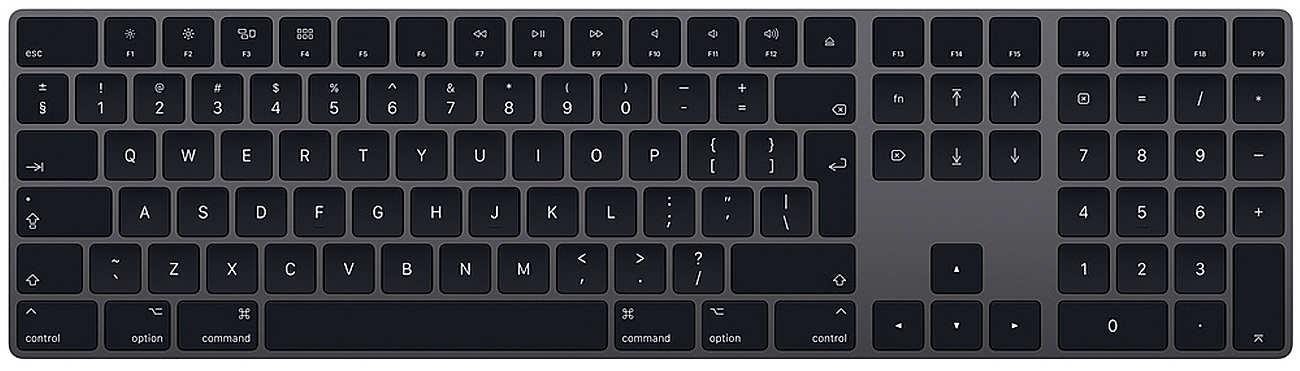 esc F1 F2 F3 F4 F5 F6 F7 F8 F9 F10 F11 F12 F13 F14 F15 F16 F17 F18 F19
± ! @ # $ % ^ & * ( ) — +
§ 1 2 3 4 5 6 7 8 9 0 - = fn = / *
Q W E R T Y U I O P { } 7 8 9 −
[ ]
A S D F G H J K L : " | 4 5 6 +
; ' \
~ Z X C V B N M < > ? 1 2 3
` , . /
control option command command option control 0 .